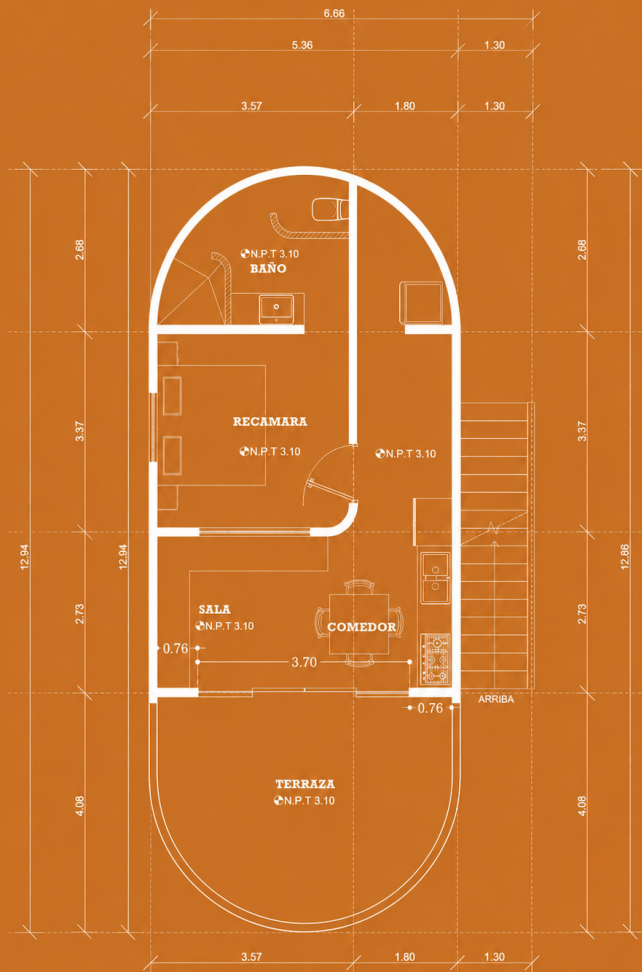 6.66
5.36
1.30
3.57
1.80
1.30
2.68
2.68
N.P.T 3.10
BAÑO
3.37
3.37
RECAMARA
N.P.T 3.10
N.P.T 3.10
12.94
12.94
12.86
2.73
2.73
SALA
N.P.T 3.10
COMEDOR
0.76
3.70
0.76
ARRIBA
TERRAZA
N.P.T 3.10
4.08
4.08
3.57
1.80
1.30